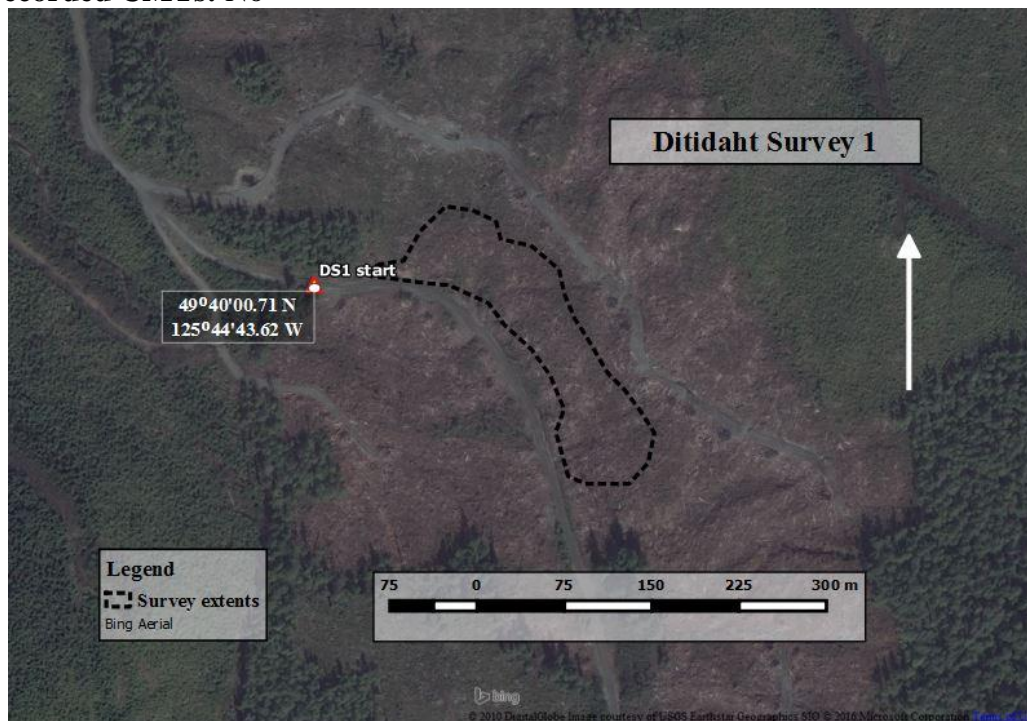 Ditidaht Survey 1
DS1 start
49⁰40'00.71 N
125⁰44'43.62 W
Legend
Survey extents
Bing Aerial
75 0 75 150 225 300 m
bing
© 2010 DigitalGlobe Image courtesy of USGS Earthstar Geographics SIO © 2016 Microsoft Corporation